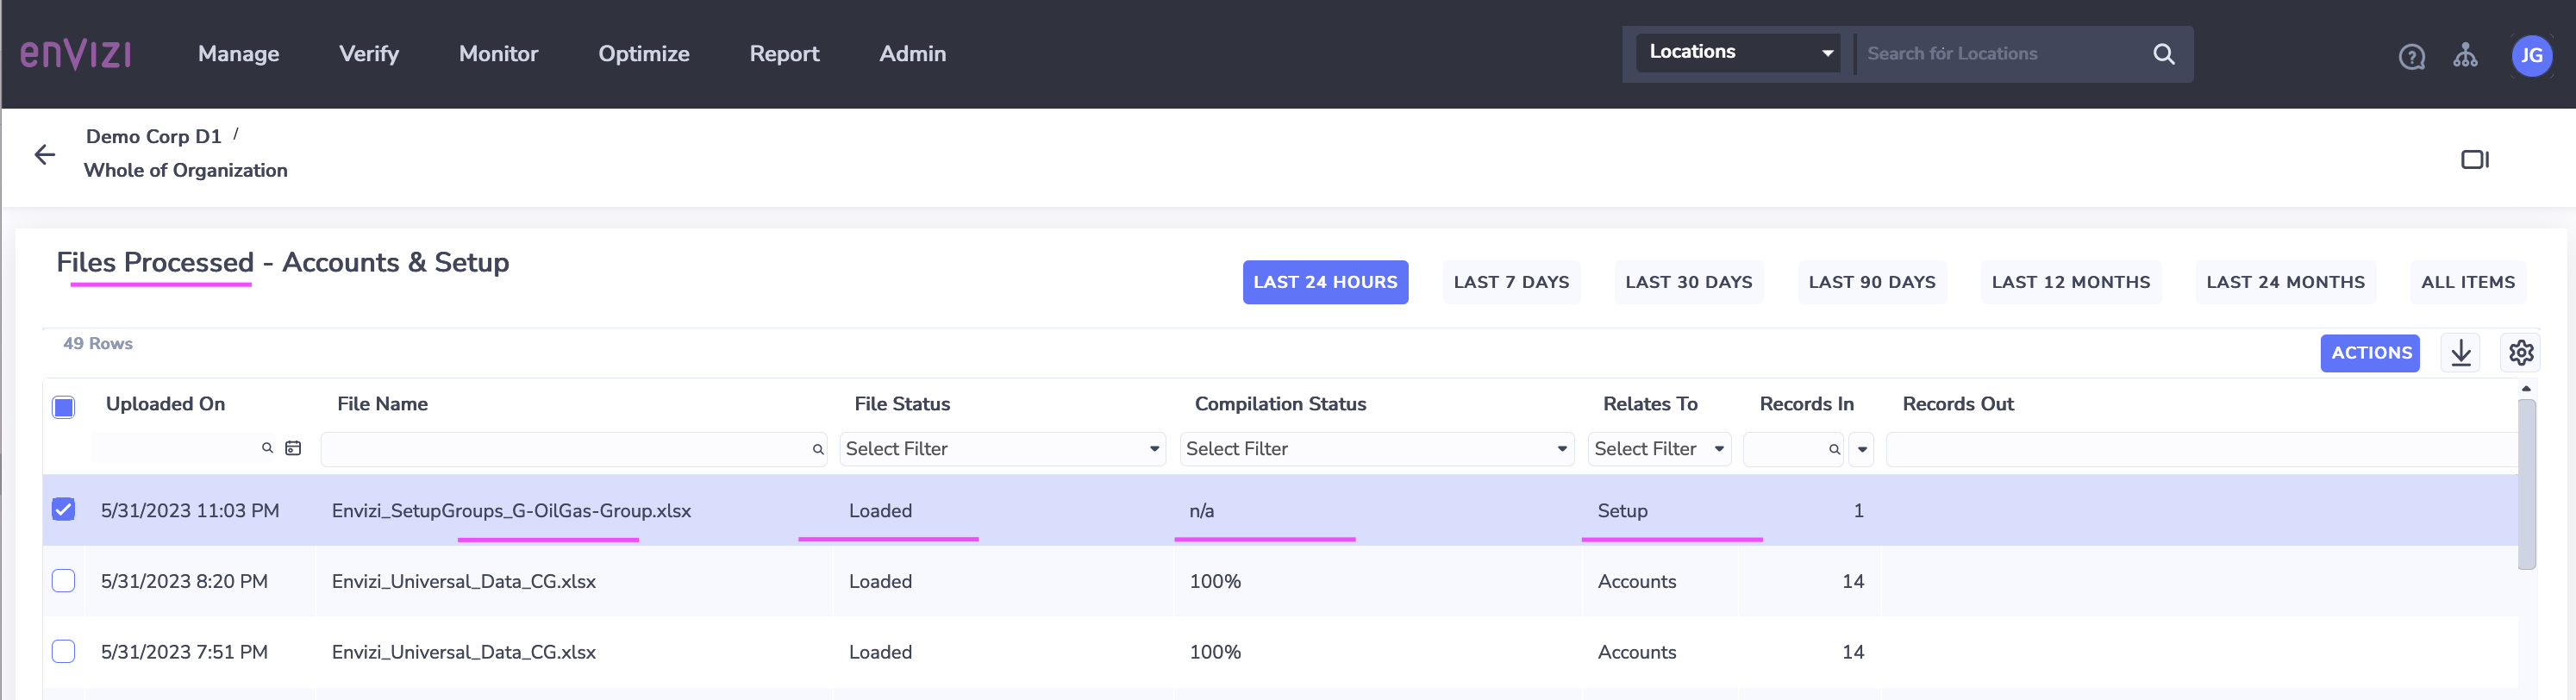 enVIZI
Manage Verify Monitor Optimize Report Admin
Locations Search for Locations
JG
Demo Corp D1 /
Whole of Organization
Files Processed - Accounts & Setup
LAST 24 HOURS LAST 7 DAYS LAST 30 DAYS LAST 90 DAYS LAST 12 MONTHS LAST 24 MONTHS ALL ITEMS
49 Rows
ACTIONS
Uploaded On File Name File Status Compilation Status Relates To Records In Records Out
Select Filter Select Filter Select Filter
5/31/2023 11:03 PM Envizi_SetupGroups_G-OilGas-Group.xlsx Loaded n/a Setup 1
5/31/2023 8:20 PM Envizi_Universal_Data_CG.xlsx Loaded 100% Accounts 14
5/31/2023 7:51 PM Envizi_Universal_Data_CG.xlsx Loaded 100% Accounts 14